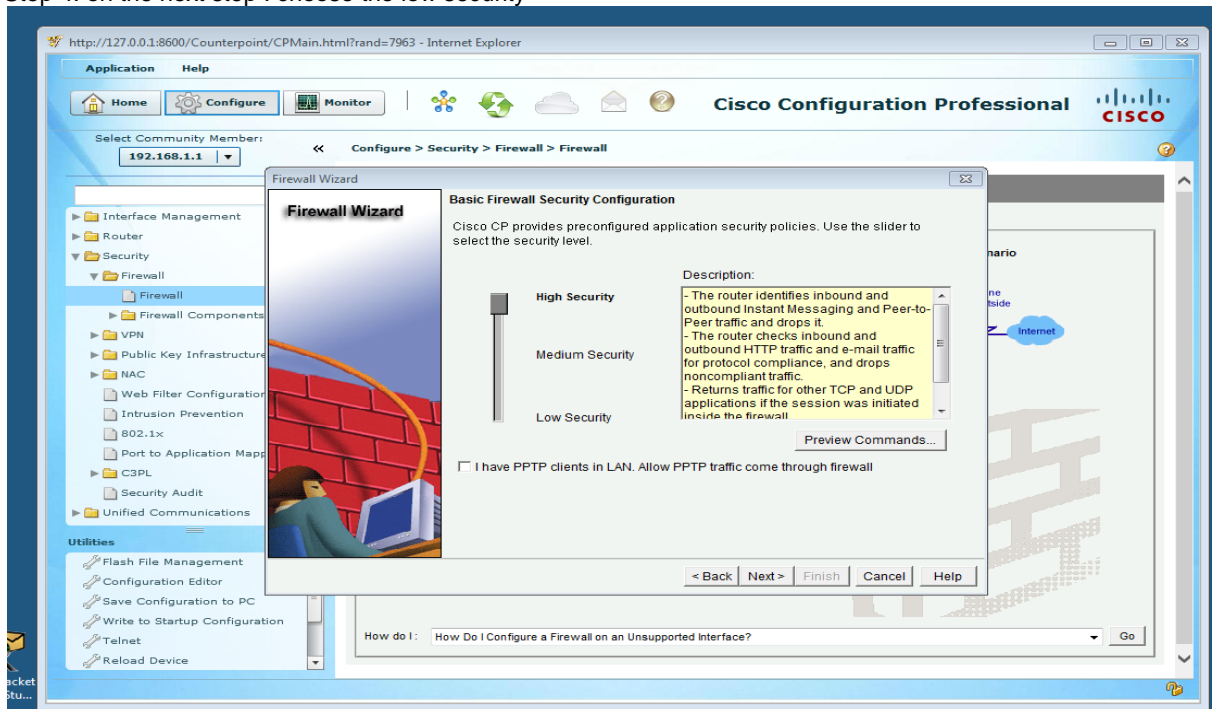 Step 4: on the next step I choose the low security
http://127.0.0.1:8600/Counterpoint/CPMain.html?rand=7963 - Internet Explorer
Application Help
Home Configure Monitor Cisco Configuration Professional
CISCO
Select Community Member:
192.168.1.1
« Configure > Security > Firewall > Firewall
Firewall Wizard
Interface Management
Router
Security
Firewall
Firewall
Firewall Components
VPN
Public Key Infrastructure
NAC
Web Filter Configuration
Intrusion Prevention
802.1x
Port to Application Mapp
C3PL
Security Audit
Unified Communications
Utilities
Flash File Management
Configuration Editor
Save Configuration to PC
Write to Startup Configuration
Telnet
Reload Device
Firewall Wizard
Basic Firewall Security Configuration
Cisco CP provides preconfigured application security policies. Use the slider to
select the security level.
High Security
Medium Security
Low Security
Description:
- The router identifies inbound and
outbound Instant Messaging and Peer-to-
Peer traffic and drops it.
- The router checks inbound and
outbound HTTP traffic and e-mail traffic
for protocol compliance, and drops
noncompliant traffic.
- Returns traffic for other TCP and UDP
applications if the session was initiated
inside the firewall.
Preview Commands...
I have PPTP clients in LAN. Allow PPTP traffic come through firewall
< Back Next > Finish Cancel Help
nario
ne
tside
Internet
How do I: How Do I Configure a Firewall on an Unsupported Interface? Go
acket
Stu...